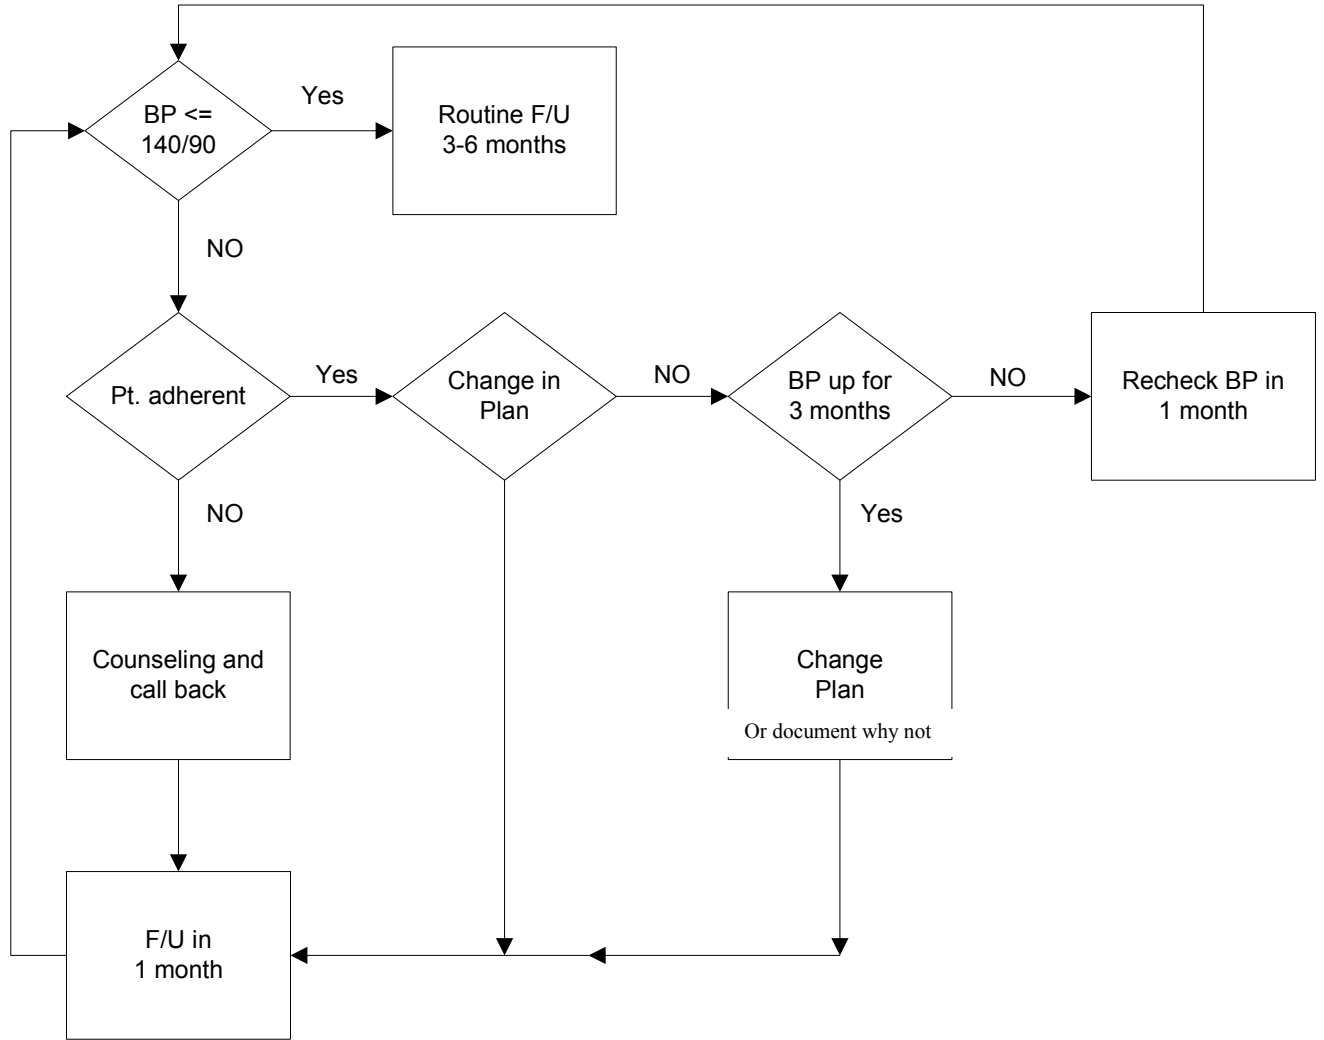 BP <=
140/90
Yes
Routine F/U
3-6 months
NO
Pt. adherent
Yes
Change in
Plan
NO
BP up for
3 months
NO
Recheck BP in
1 month
NO
Yes
Counseling and
call back
Change
Plan
Or document why not
F/U in
1 month